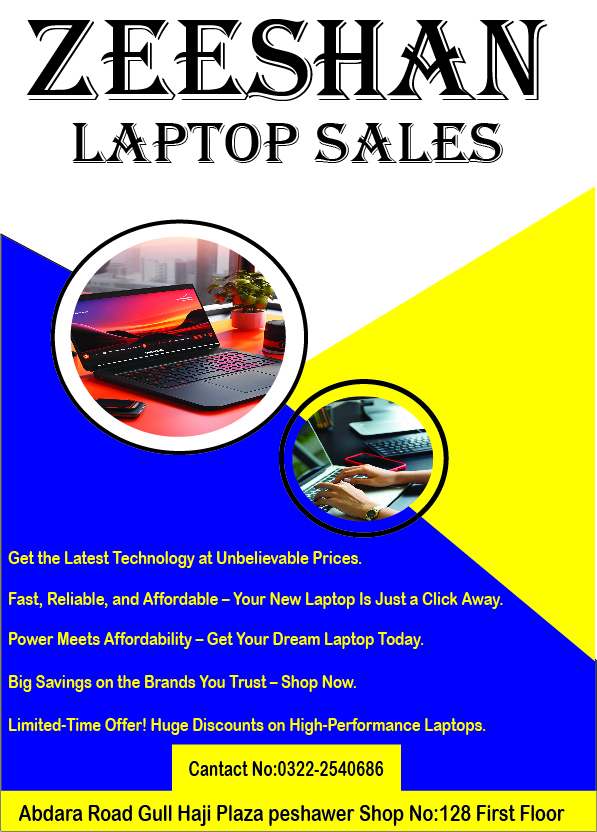 ZEESHAN
LAPTOP SALES
Get the Latest Technology at Unbelievable Prices.
Fast, Reliable, and Affordable – Your New Laptop Is Just a Click Away.
Power Meets Affordability – Get Your Dream Laptop Today.
Big Savings on the Brands You Trust – Shop Now.
Limited-Time Offer! Huge Discounts on High-Performance Laptops.
Cantact No:0322-2540686
Abdara Road Gull Haji Plaza peshawer Shop No:128 First Floor